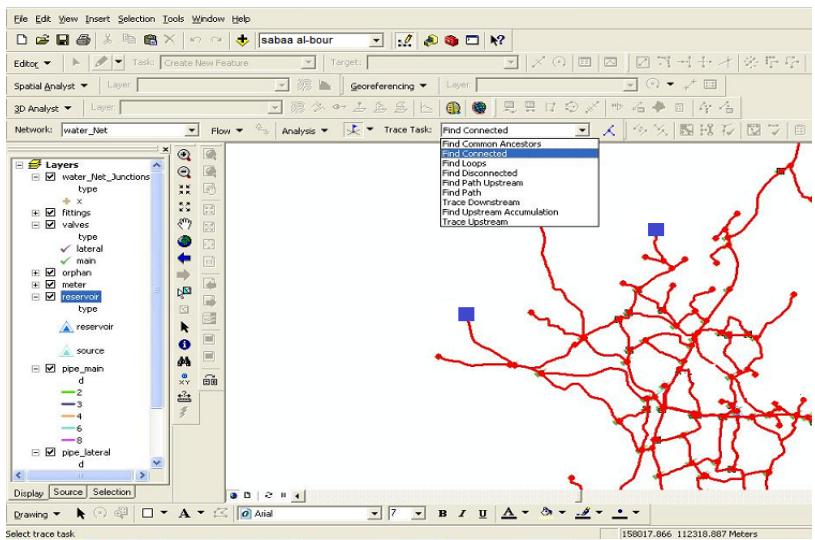 File Edit View Insert Selection Tools Window Help
sabaa al-bour
Editor Task: Create New Feature Target:
Spatial Analyst Layer: Georeferencing Layer:
3D Analyst Layer:
Network: water_Net Flow Analysis Trace Task: Find Connected
Find Common Ancestors
Find Connected
Find Loops
Find Disconnected
Find Path Upstream
Find Path
Trace Downstream
Find Upstream Accumulation
Trace Upstream
Layers
water_Net_Junctions
type
x
fittings
valves
type
lateral
main
orphan
meter
reservoir
type
reservoir
source
pipe_main
d
2
3
4
6
8
pipe_lateral
d
Display Source Selection
Drawing A Arial 7 B I U A
Select trace task 158017.866 112318.887 Meters